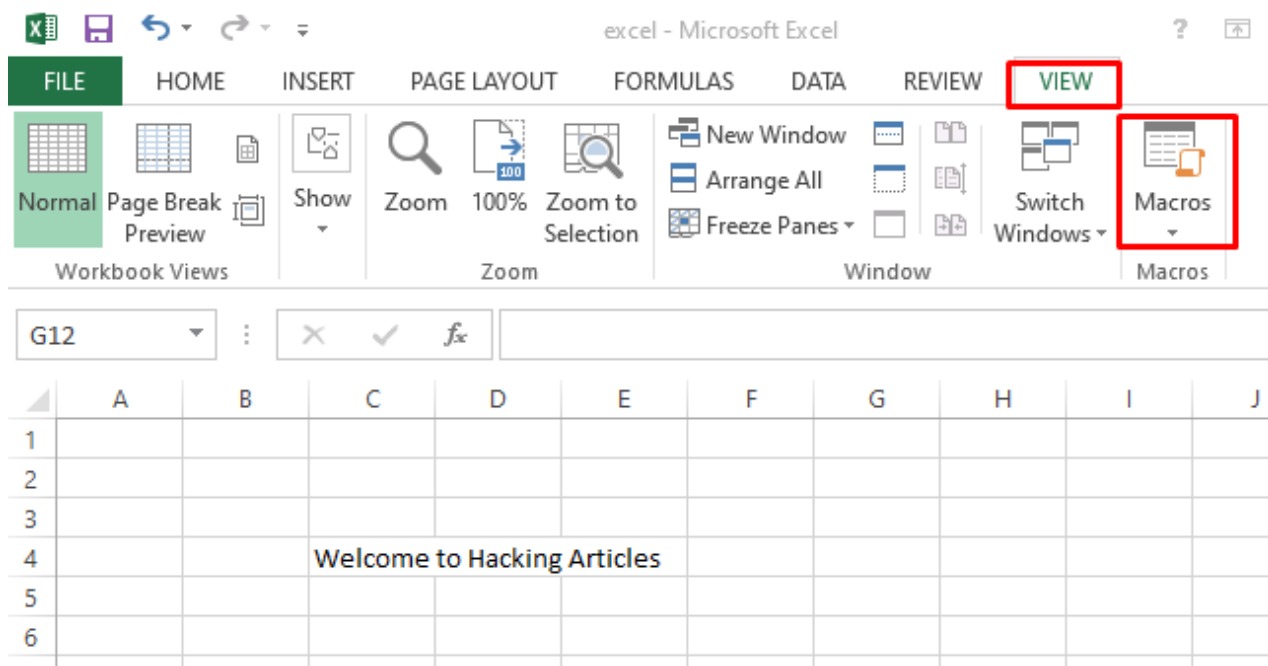 excel - Microsoft Excel ?
FILE HOME INSERT PAGE LAYOUT FORMULAS DATA REVIEW VIEW
Normal Page Break Preview Show Zoom 100 100% Zoom to Selection New Window Arrange All Freeze Panes Switch Windows Macros
Workbook Views Zoom Window Macros
G12 fx
A B C D E F G H I J
1
2
3
4 Welcome to Hacking Articles
5
6